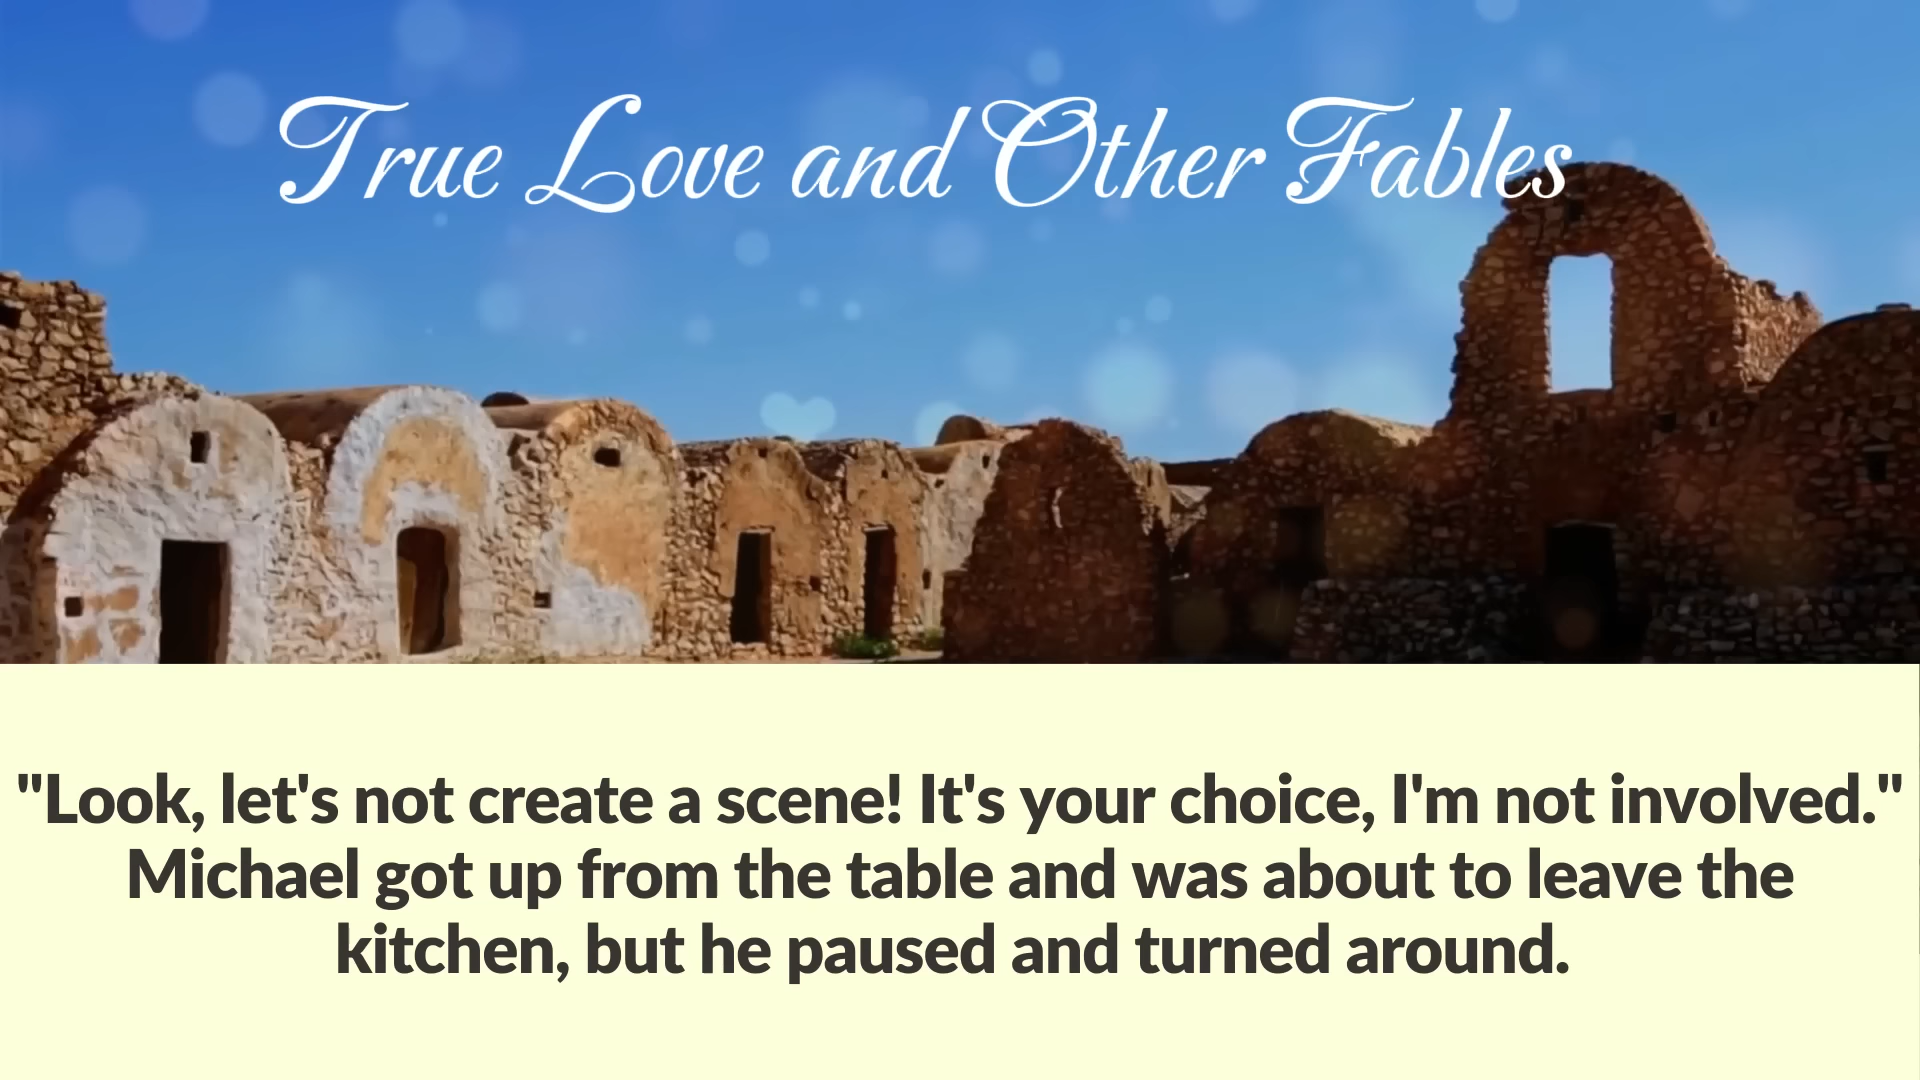 True Love and Other Fables
"Look, let's not create a scene! It's your choice, I'm not involved."
Michael got up from the table and was about to leave the
kitchen, but he paused and turned around.